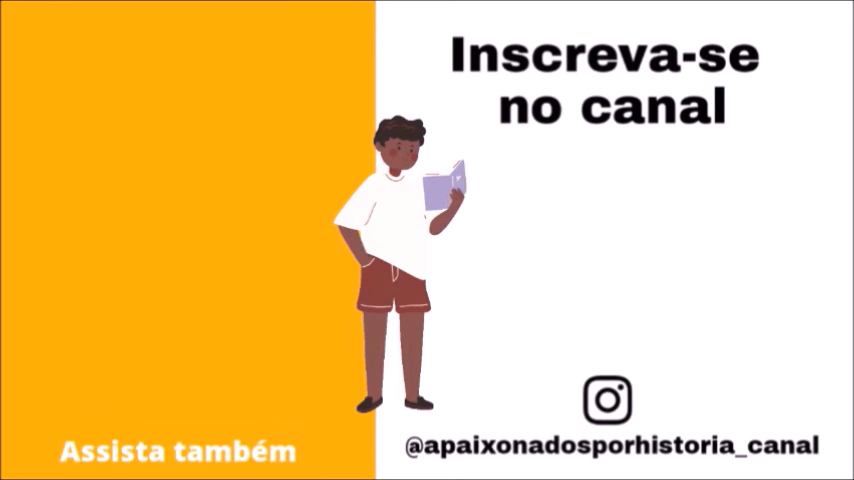 Inscreva-se
no canal
Assista também
@apaixonadosporhistoria_canal